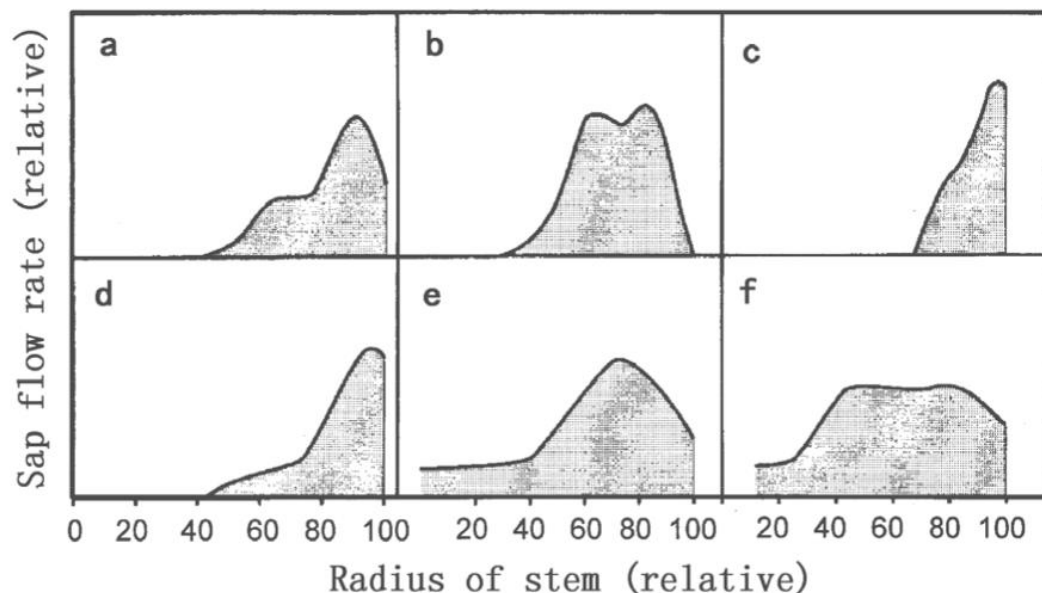 a b c
Sap flow rate (relative)
d e f
0 20 40 60 80 100 20 40 60 80 100 20 40 60 80 100
Radius of stem (relative)